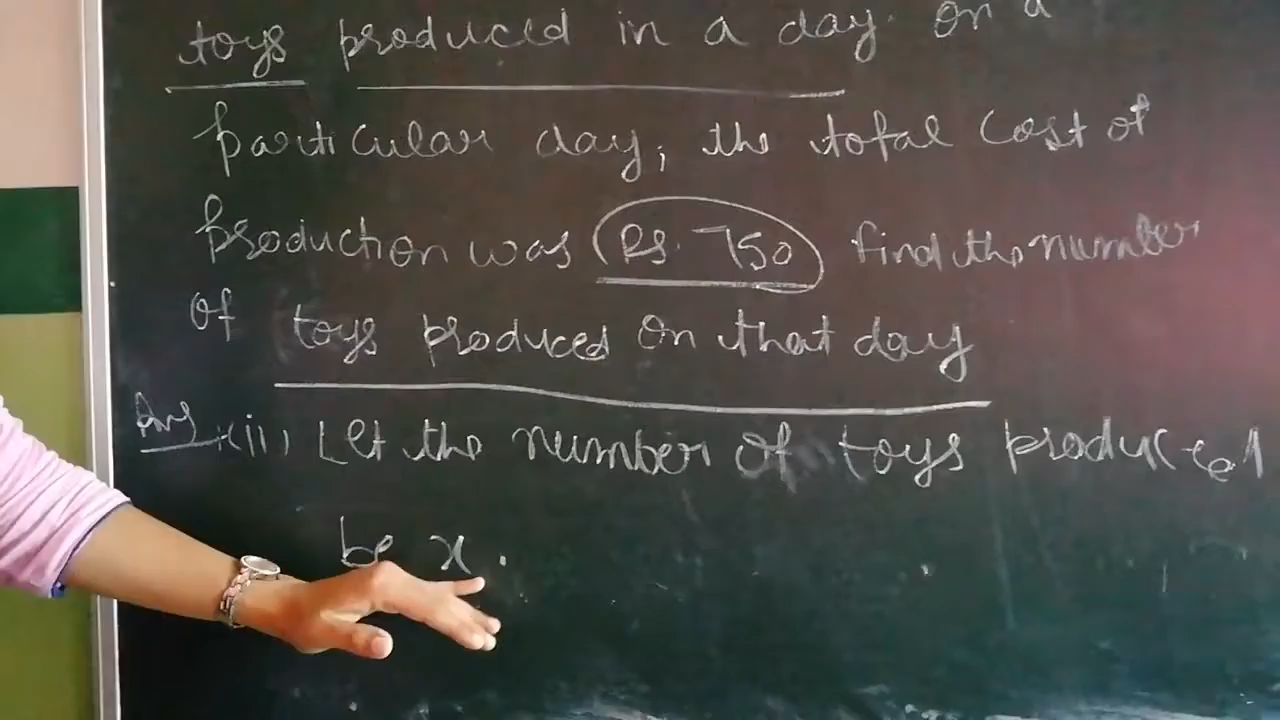 toys produced in a day. on a
particular day, the total cost of
production was Rs. 750 find the number
of toys produced on that day
Ans (ii) Let the number of toys produced
be x.